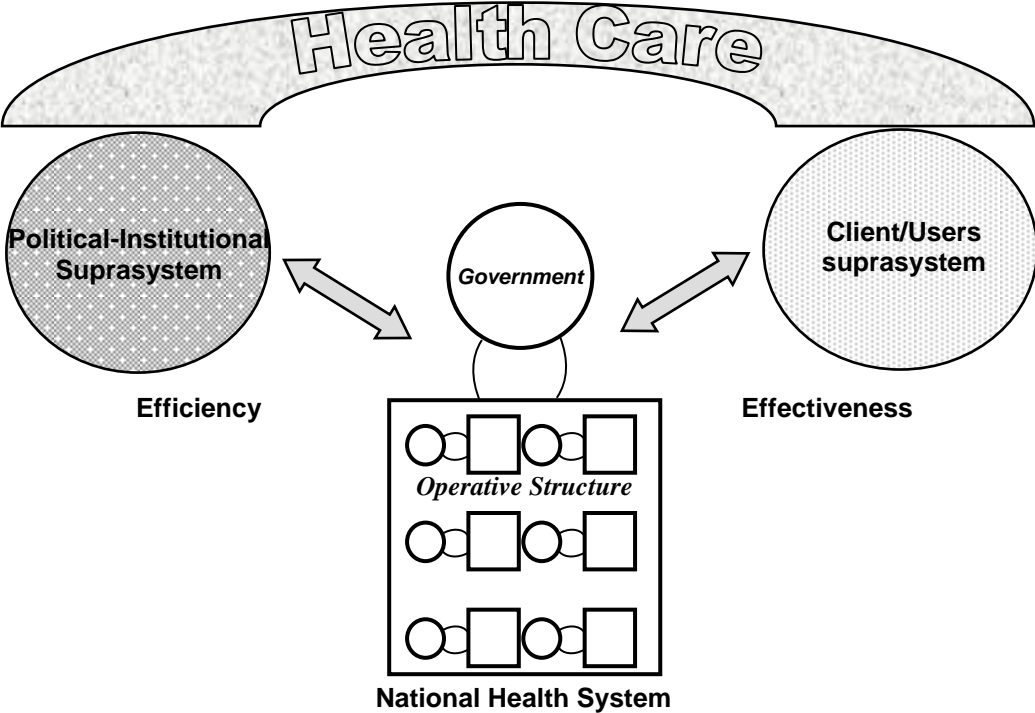 Health Care
Political-Institutional
Suprasystem
Government
Client/Users
suprasystem
Efficiency
Effectiveness
Operative Structure
National Health System